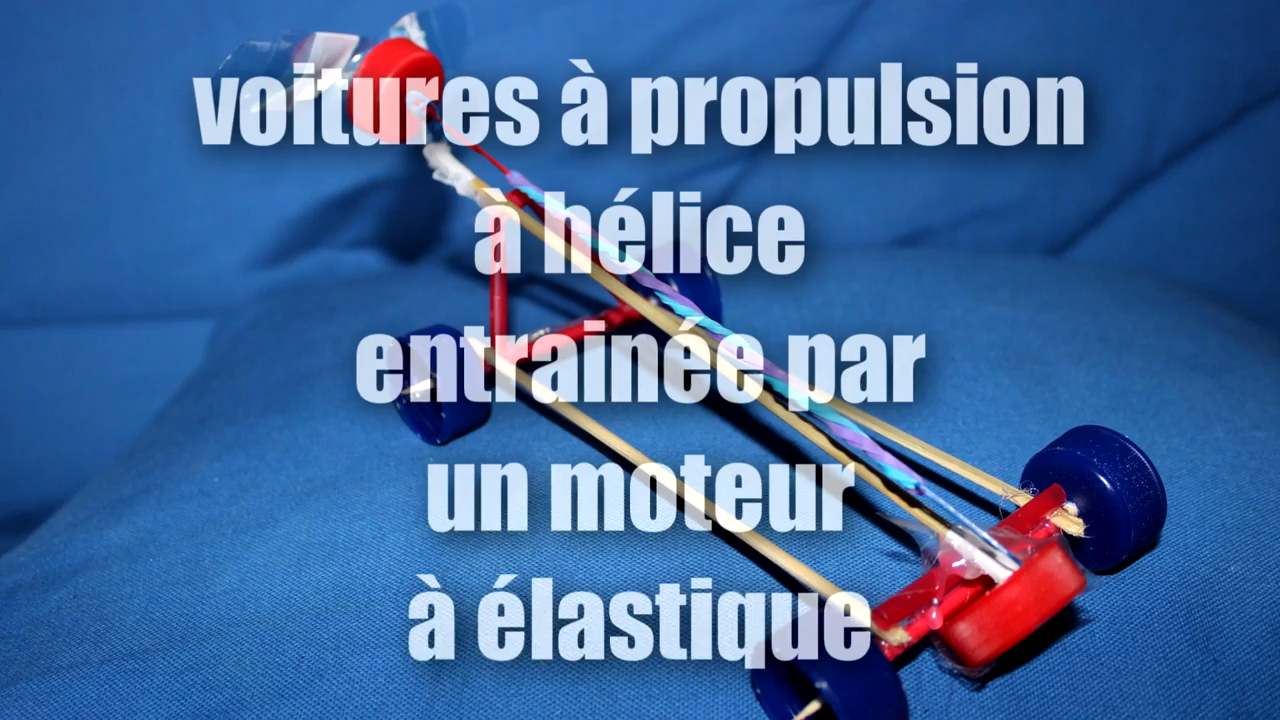 voitures à propulsion
à hélice
entrainée par
un moteur
à élastique